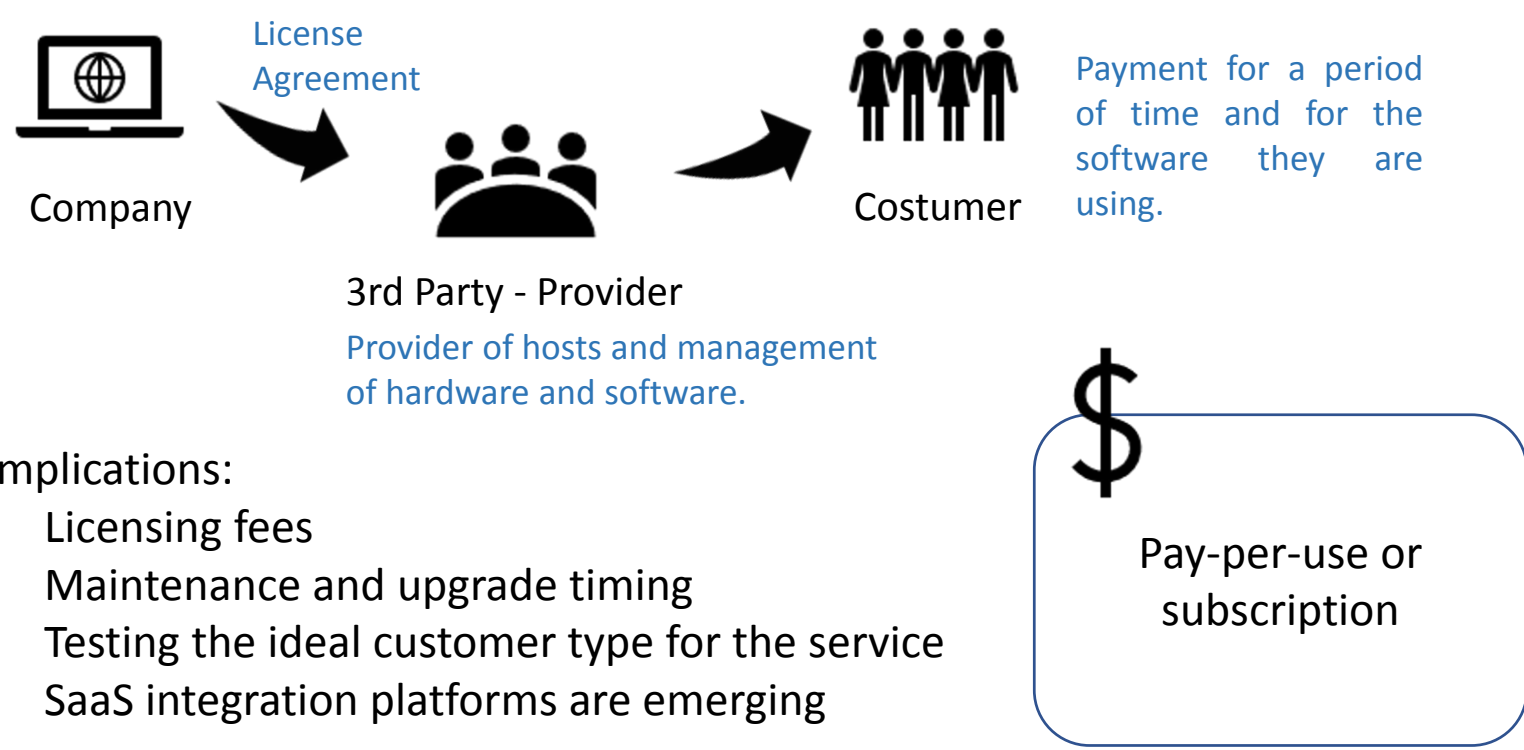 License
Agreement
Company
Costumer
Payment for a period
of time and for the
software they are
using.
3rd Party - Provider
Provider of hosts and management
of hardware and software.
mplications:
Licensing fees
Maintenance and upgrade timing
Testing the ideal customer type for the service
SaaS integration platforms are emerging
$
Pay-per-use or
subscription